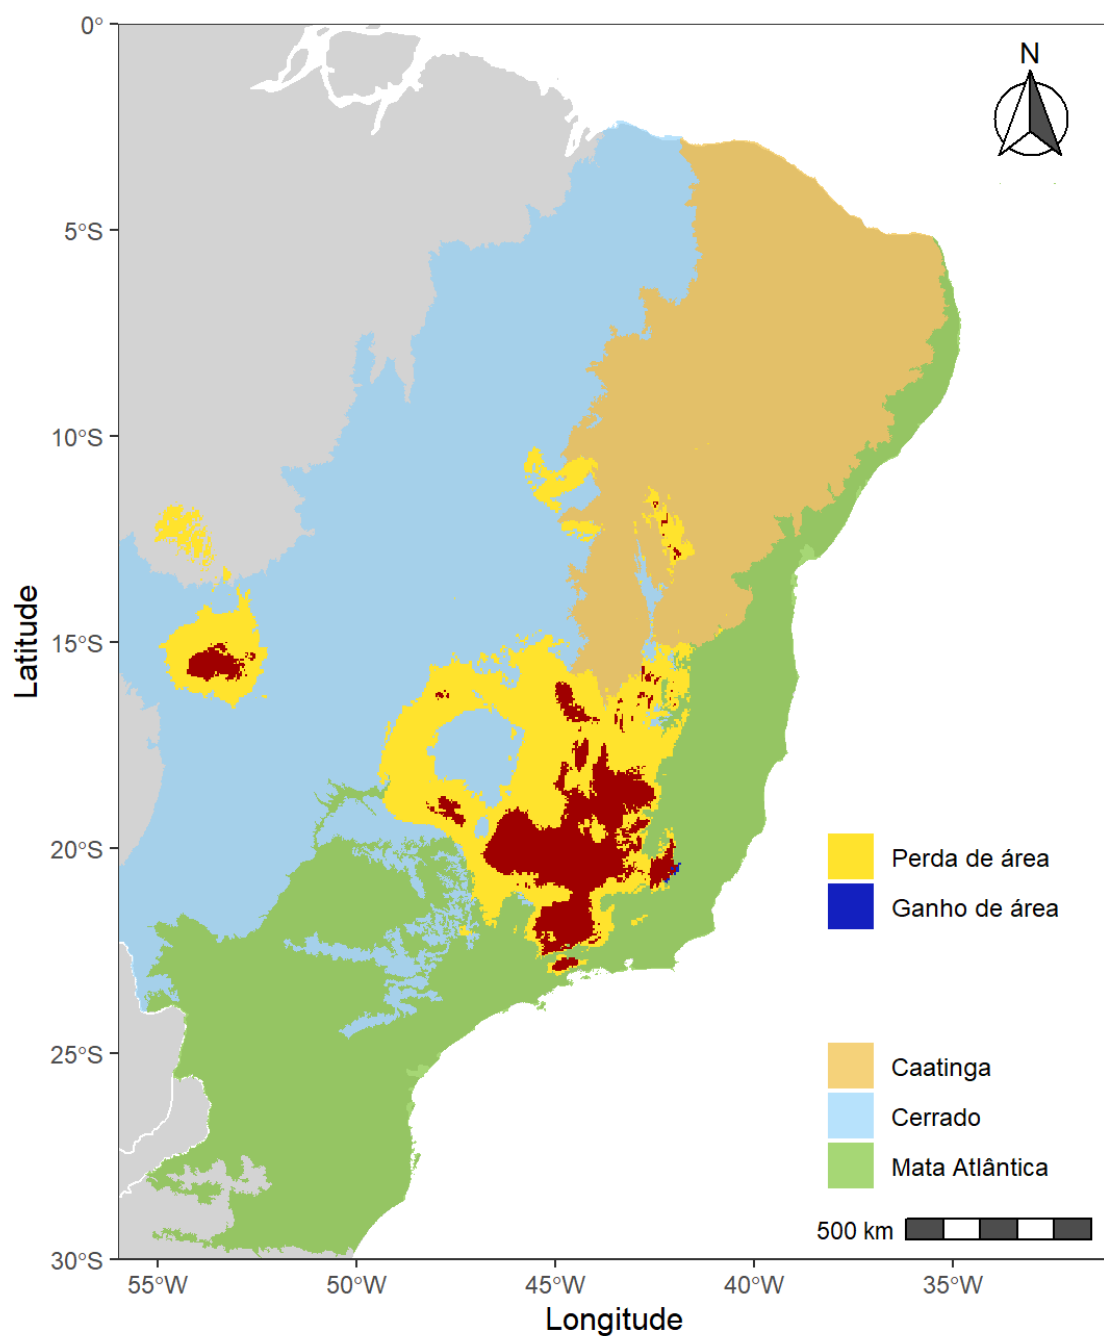 0°
N
5°S
10°S
15°S
Latitude
20°S
Perda de área
Ganho de área
25°S
Caatinga
Cerrado
Mata Atlântica
500 km
30°S
55°W 50°W 45°W 40°W 35°W
Longitude